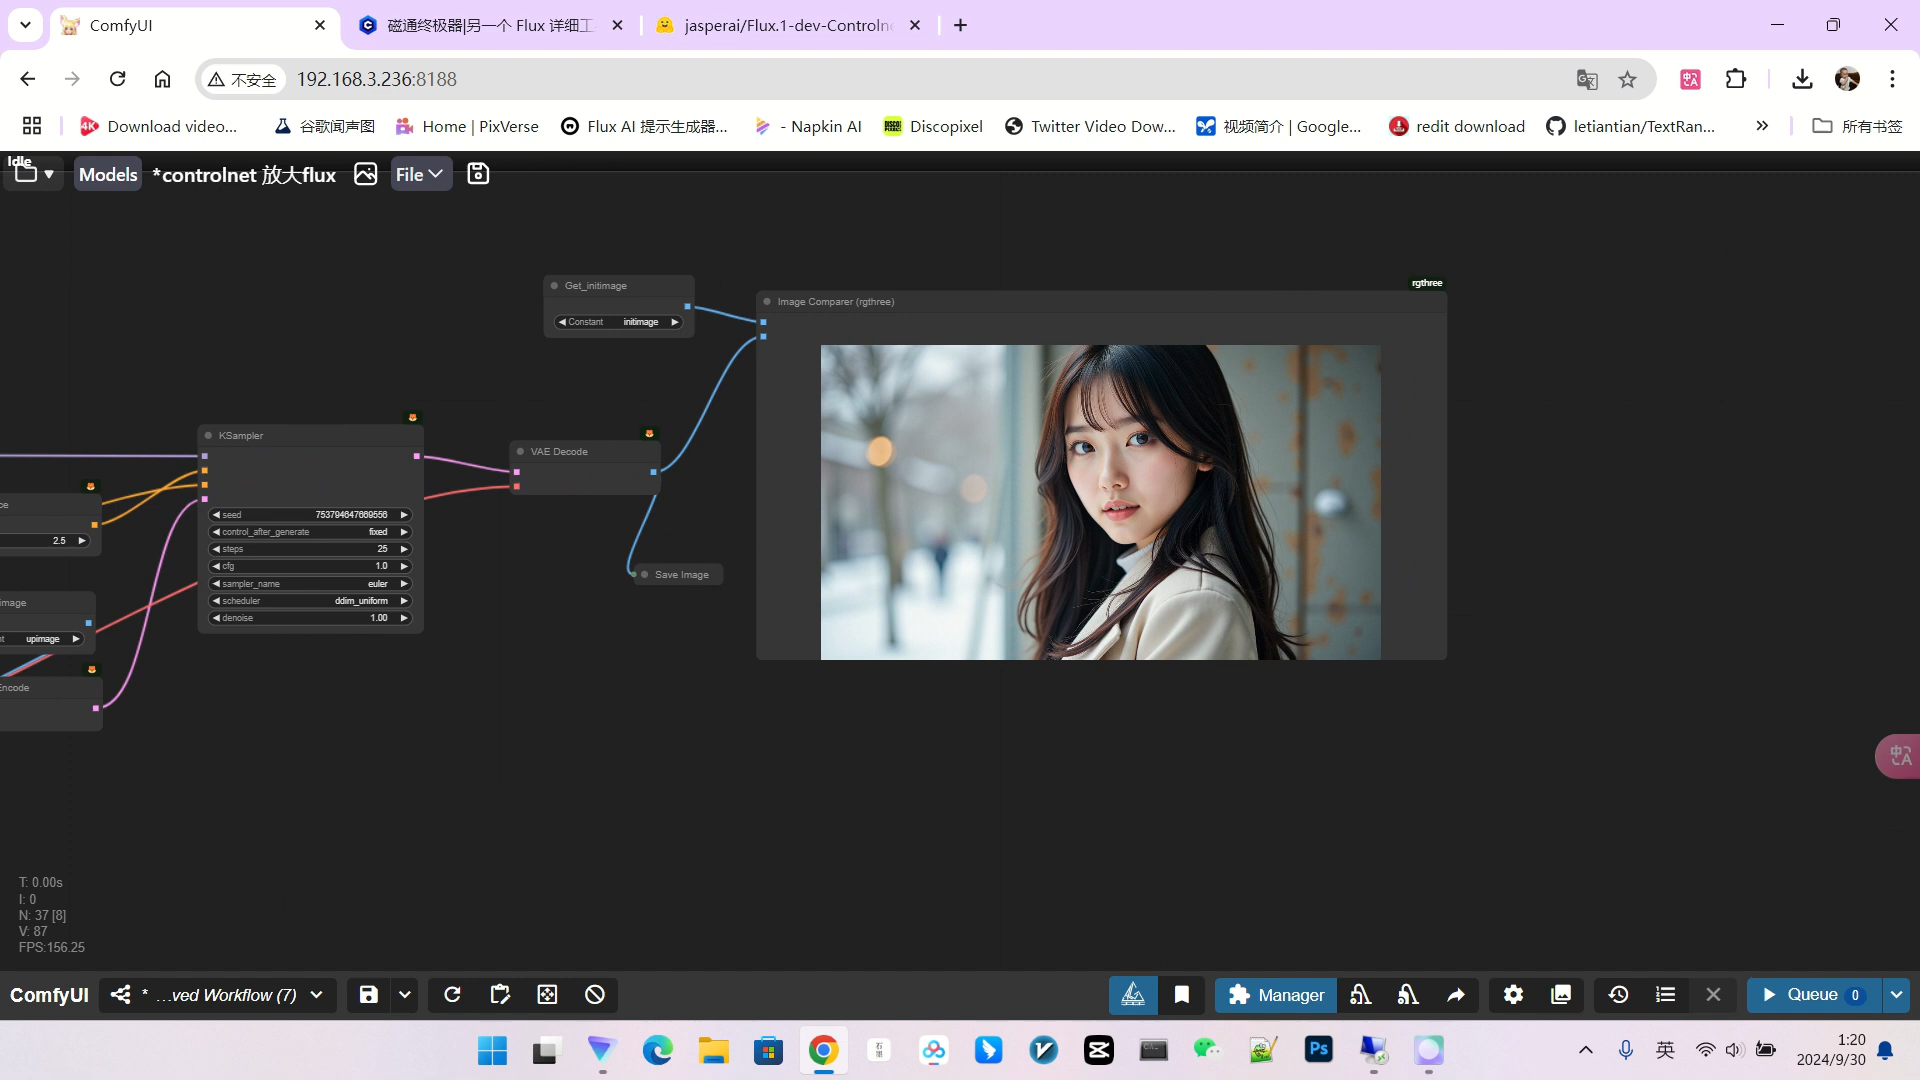 ComfyUI
磁通终极器|另一个 Flux 详细工
jasperai/Flux.1-dev-Controlne
不安全
192.168.3.236:8188
Download video...
谷歌闻声图
Home | PixVerse
Flux AI 提示生成器...
- Napkin AI
Discopixel
Twitter Video Dow...
视频简介 | Google...
redit download
letiantian/TextRan...
»
所有书签
Idle
Models
*controlnet 放大flux
File
rgthree
Get_initimage
Constant initimage
Image Comparer (rgthree)
KSampler
VAE Decode
ce
2.5
seed 753794647669556
control_after_generate fixed
steps 25
cfg 1.0
sampler_name euler
scheduler ddim_uniform
denoise 1.00
Save Image
image
nt upimage
Encode
T: 0.00s
I: 0
N: 37 [8]
V: 87
FPS:156.25
ComfyUI
* ...ved Workflow (7)
Manager
Queue 0
Ps
英
1:20
2024/9/30